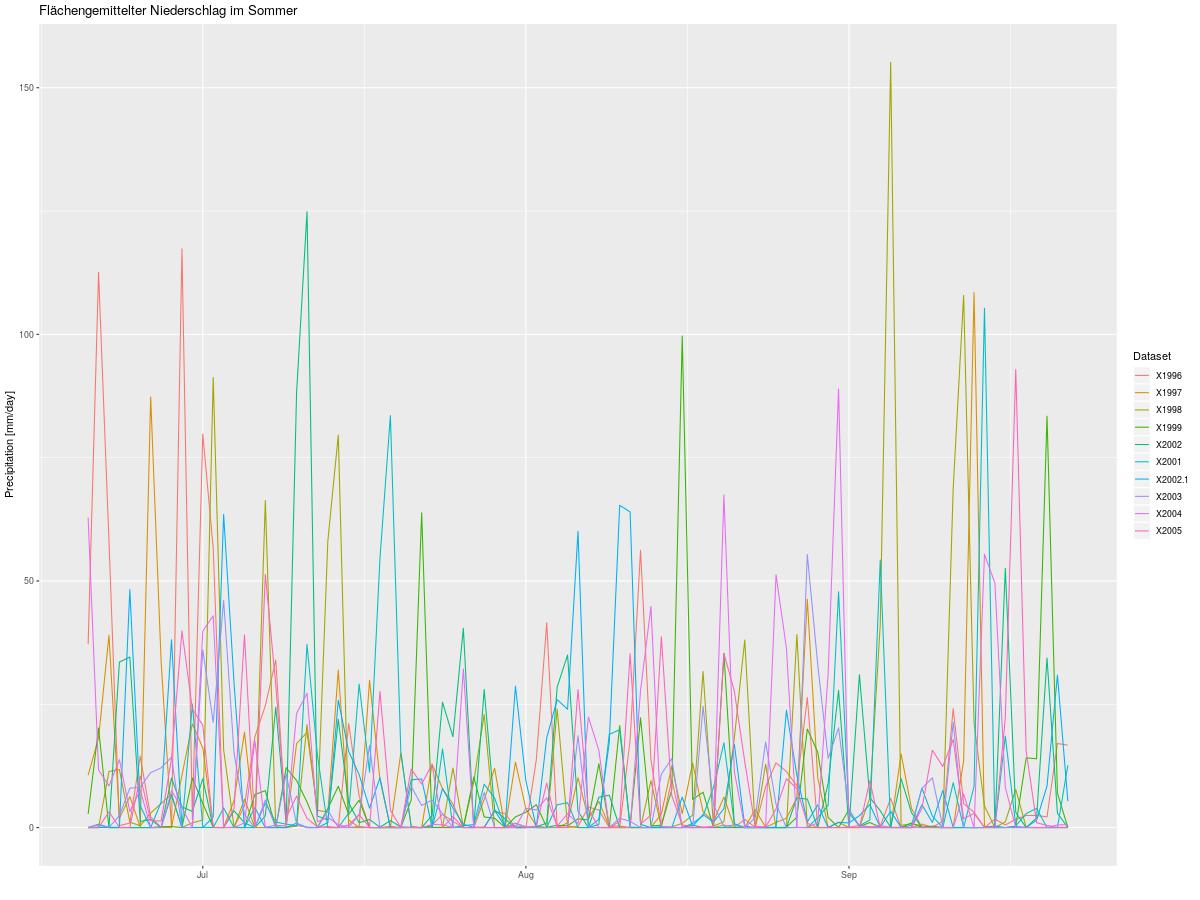 Flächengemittelter Niederschlag im Sommer
Precipitation [mm/day]
150
100
50
0
Jul
Aug
Sep
Dataset
X1996
X1997
X1998
X1999
X2002
X2001
X2002.1
X2003
X2004
X2005